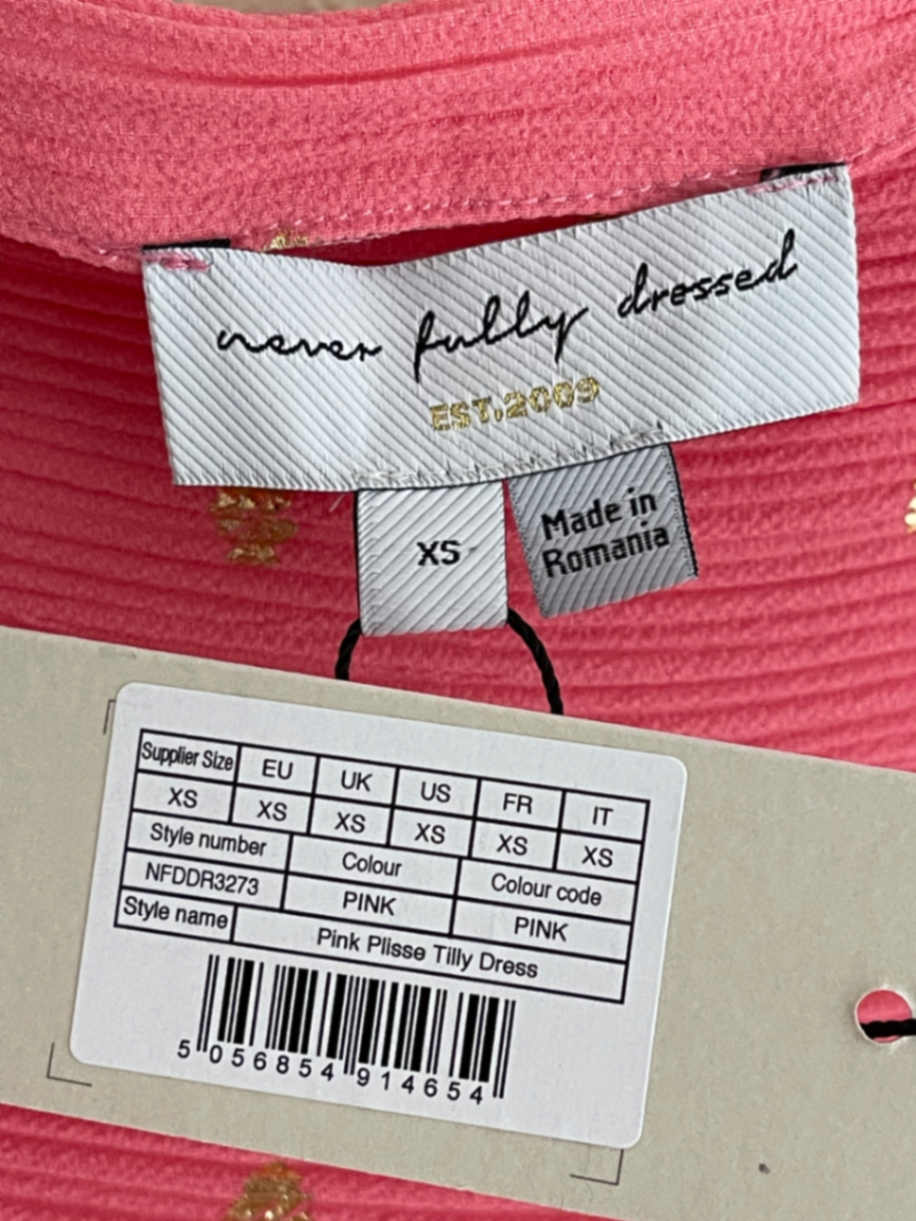 never fully dressed
EST.2009
XS
Made in
Romania
Supplier Size EU UK US FR IT
XS XS XS XS XS XS
Style number Colour Colour code
NFDDR3273 PINK PINK
Style name Pink Plisse Tilly Dress
5 056854 914654